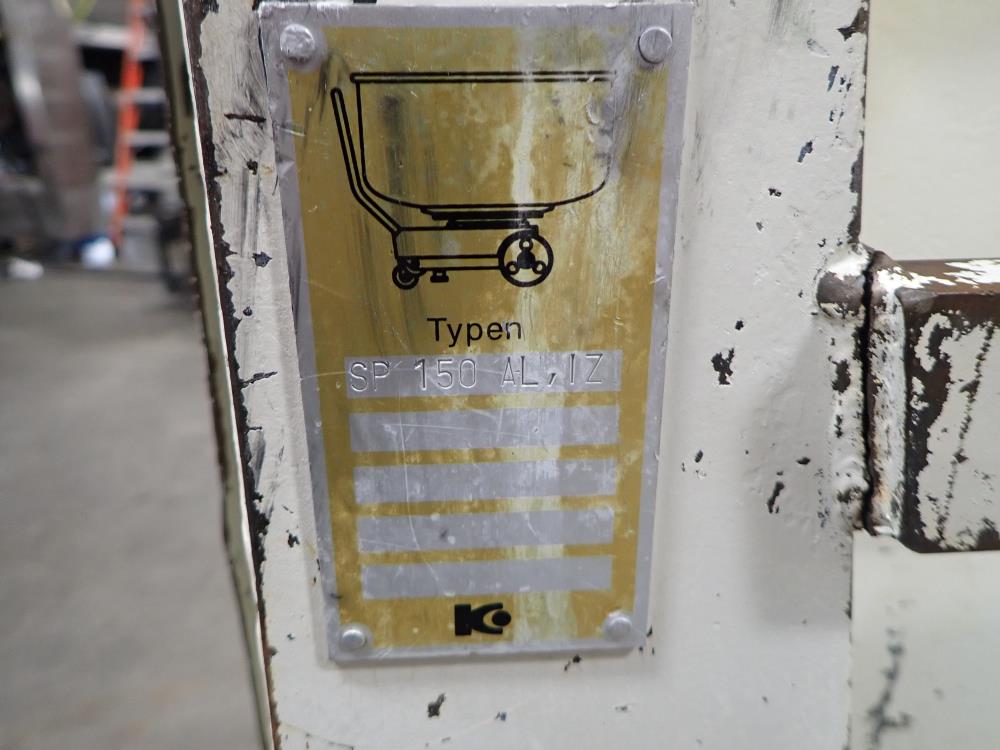 Typen
SP 150 AL, IZ
K